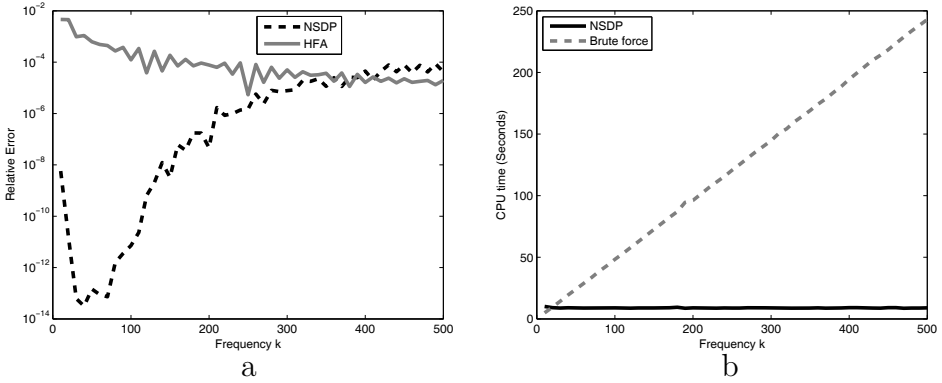 10^-2
10^-4
10^-6
10^-8
10^-10
10^-12
10^-14
Relative Error
0 100 200 300 400 500
Frequency k
NSDP
HFA
a
250
200
150
100
50
0
CPU time (Seconds)
0 100 200 300 400 500
Frequency k
NSDP
Brute force
b